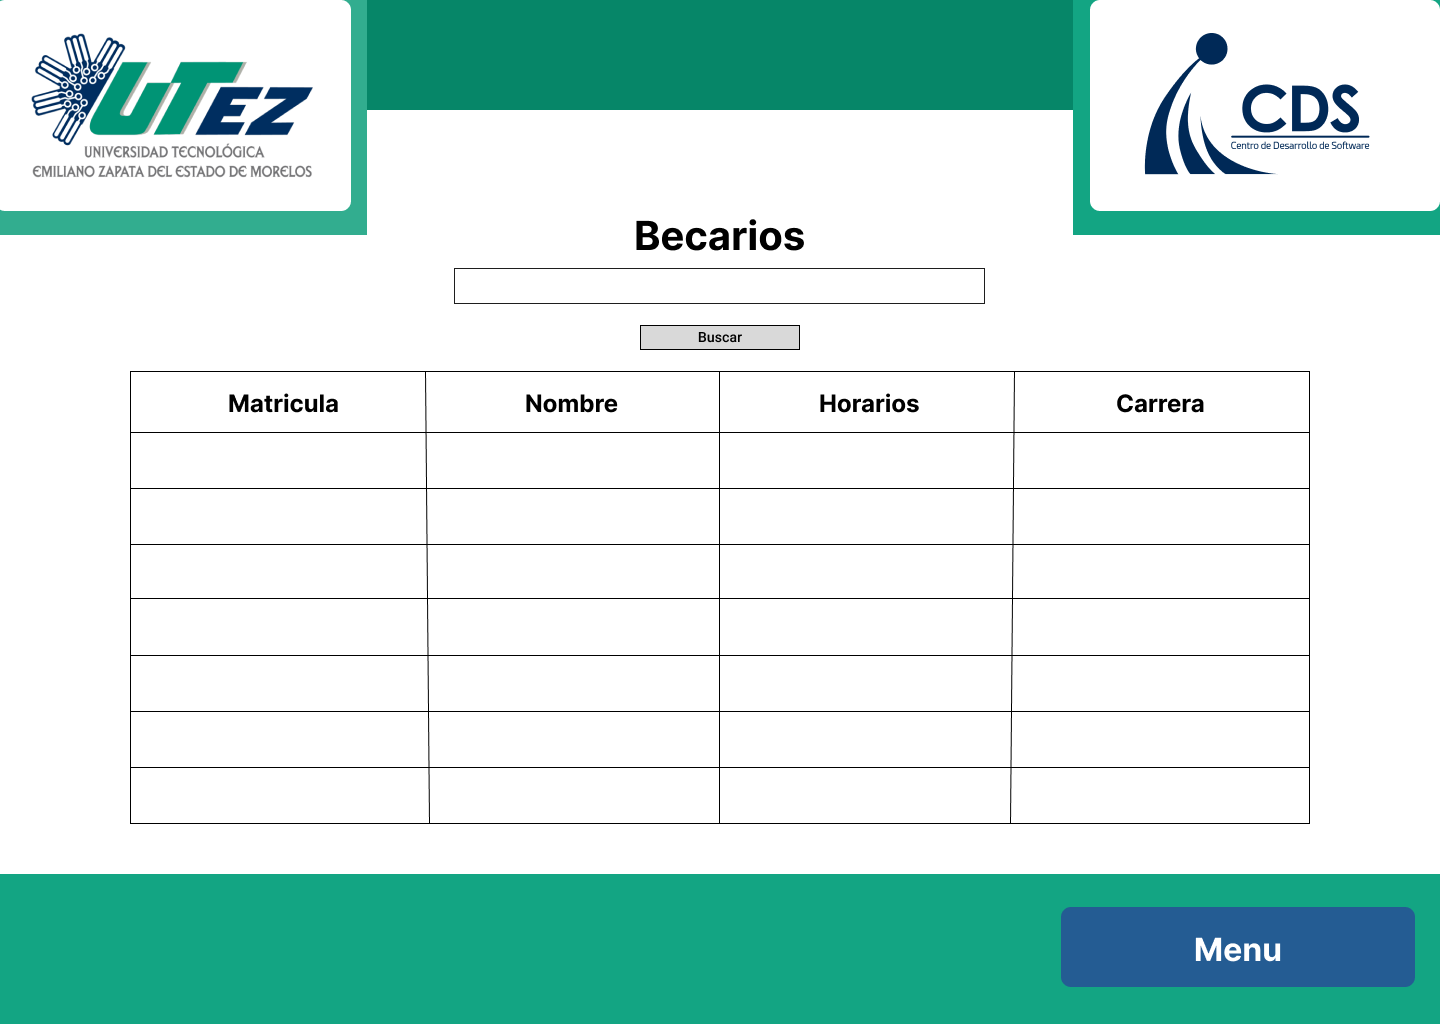 UTEZ
UNIVERSIDAD TECNOLÓGICA
EMILIANO ZAPATA DEL ESTADO DE MORELOS
CDS
Centro de Desarrollo de Software
Becarios
Buscar
Matricula Nombre Horarios Carrera
Menu